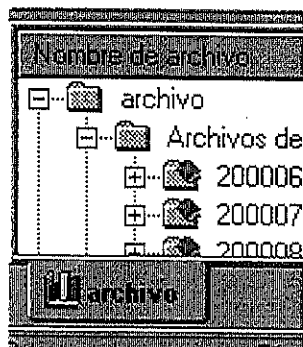 Nombre de archivo
archivo
Archivos de
200006
200007
200008
archivo